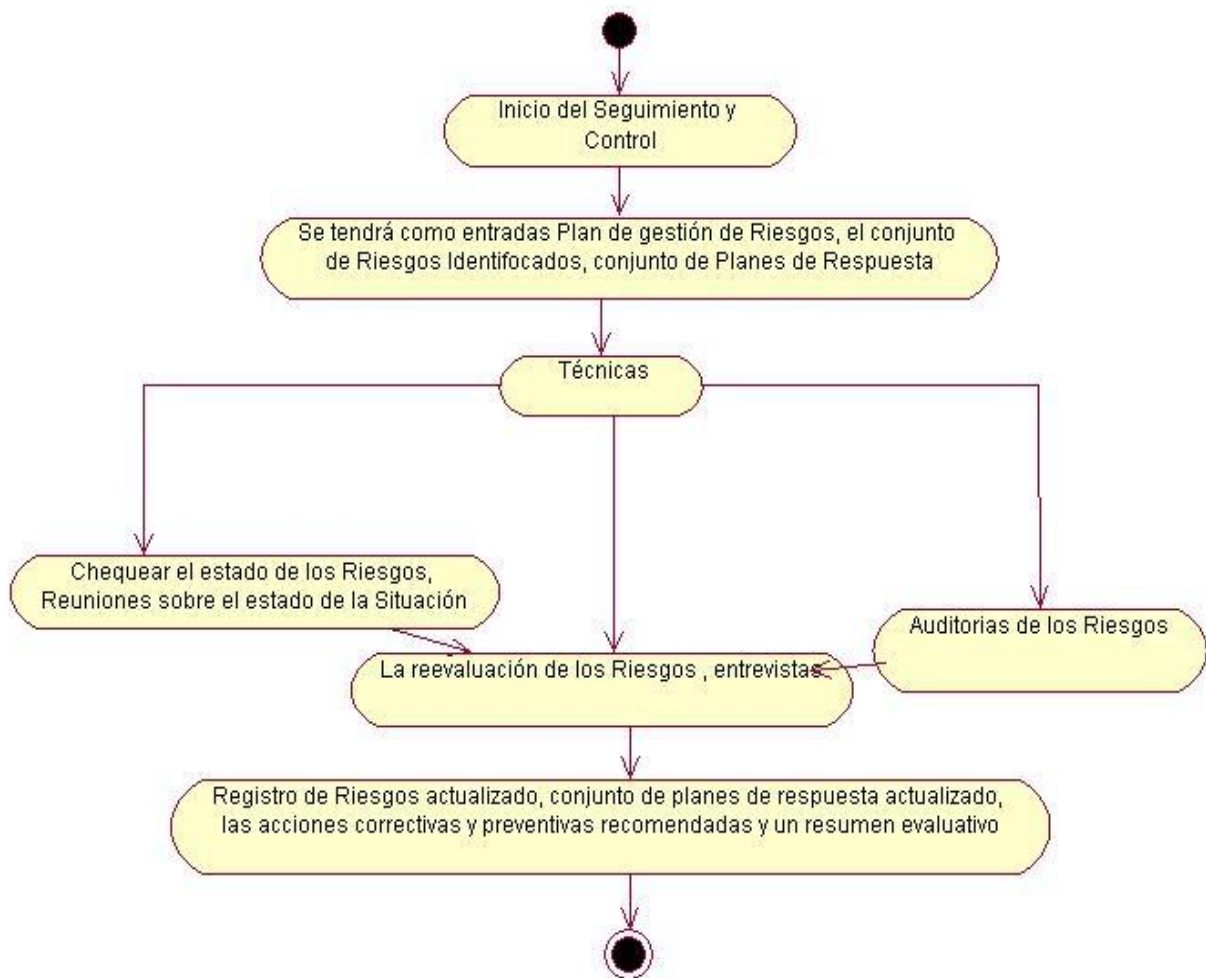 Inicio del Seguimiento y
Control
Se tendrá como entradas Plan de gestión de Riesgos, el conjunto
de Riesgos Identifocados, conjunto de Planes de Respuesta
Técnicas
Chequear el estado de los Riesgos,
Reuniones sobre el estado de la Situación
Auditorias de los Riesgos
La reevaluación de los Riesgos , entrevistas
Registro de Riesgos actualizado, conjunto de planes de respuesta actualizado,
las acciones correctivas y preventivas recomendadas y un resumen evaluativo